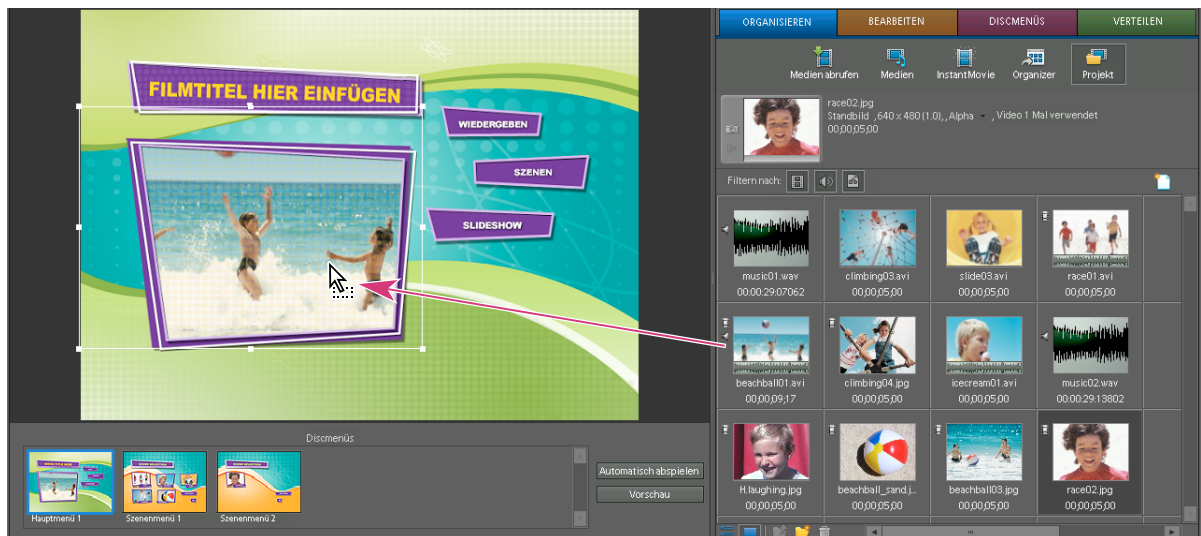 ORGANISIEREN
BEARBEITEN
DISCMENÜS
VERTEILEN
Medien abrufen
Medien
InstantMovie
Organizer
Projekt
race02.jpg
Standbild ,640 x 480 (1.0), ,Alpha , Video 1 Mal verwendet
00;00;05;00
Filtern nach:
FILMTITEL HIER EINFÜGEN
WIEDERGEBEN
SZENEN
SLIDESHOW
music01.wav
00:00:29:07062
climbing03.avi
00;00;05;00
slide03.avi
00;00;05;00
race01.avi
00;00;05;00
beachball01.avi
00;00;09;17
climbing04.jpg
00;00;05;00
icecream01.avi
00;00;05;00
music02.wav
00:00:29:13802
H.laughing.jpg
00;00;05;00
beachball_sand.j...
00;00;05;00
beachball03.jpg
00;00;05;00
race02.jpg
00;00;05;00
Discmenüs
Hauptmenü 1
Szenenmenü 1
Szenenmenü 2
Automatisch abspielen
Vorschau